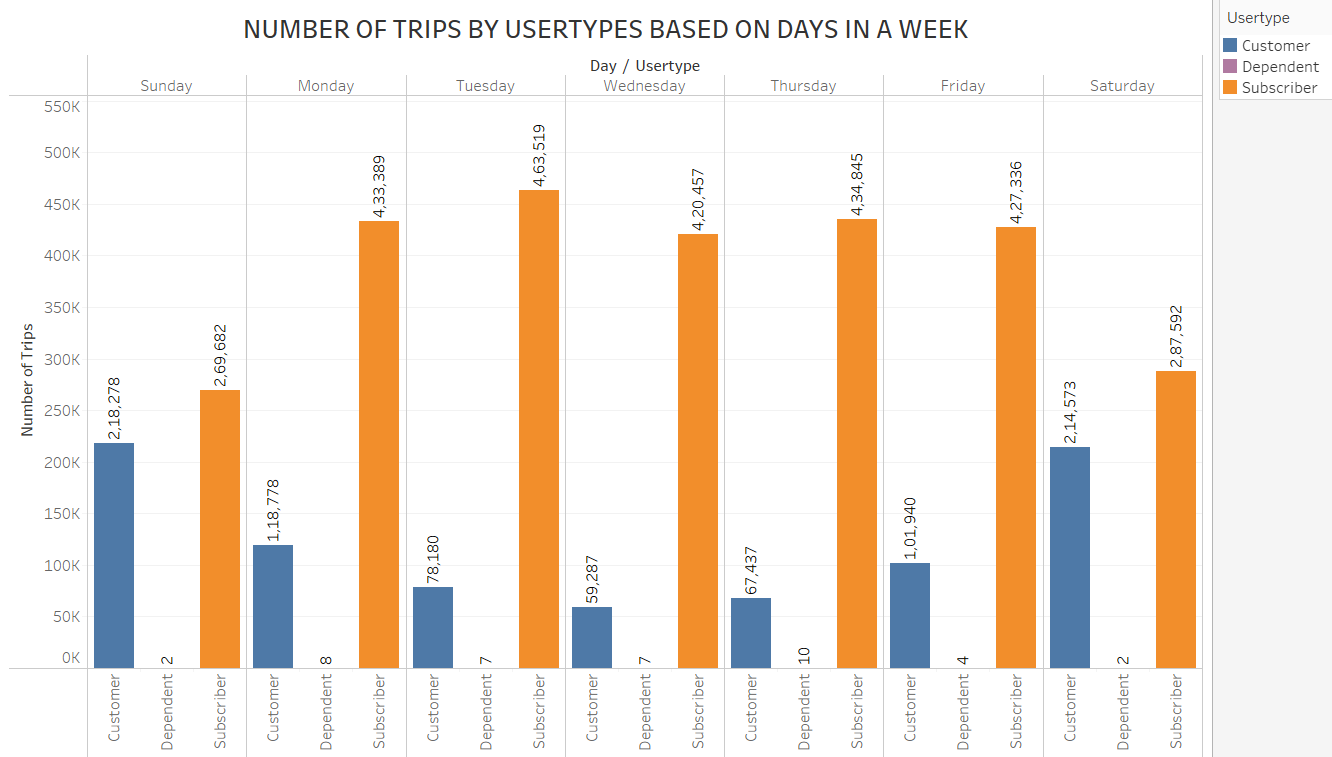 NUMBER OF TRIPS BY USERTYPES BASED ON DAYS IN A WEEK
Usertype
Customer
Dependent
Subscriber
Day / Usertype
Sunday Monday Tuesday Wednesday Thursday Friday Saturday
Number of Trips
550K
500K
450K
400K
350K
300K
250K
200K
150K
100K
50K
0K
2,18,278
2
2,69,682
1,18,778
8
4,33,389
78,180
7
4,63,519
59,287
7
4,20,457
67,437
10
4,34,845
1,01,940
4
4,27,336
2,14,573
2
2,87,592
Customer
Dependent
Subscriber
Customer
Dependent
Subscriber
Customer
Dependent
Subscriber
Customer
Dependent
Subscriber
Customer
Dependent
Subscriber
Customer
Dependent
Subscriber
Customer
Dependent
Subscriber